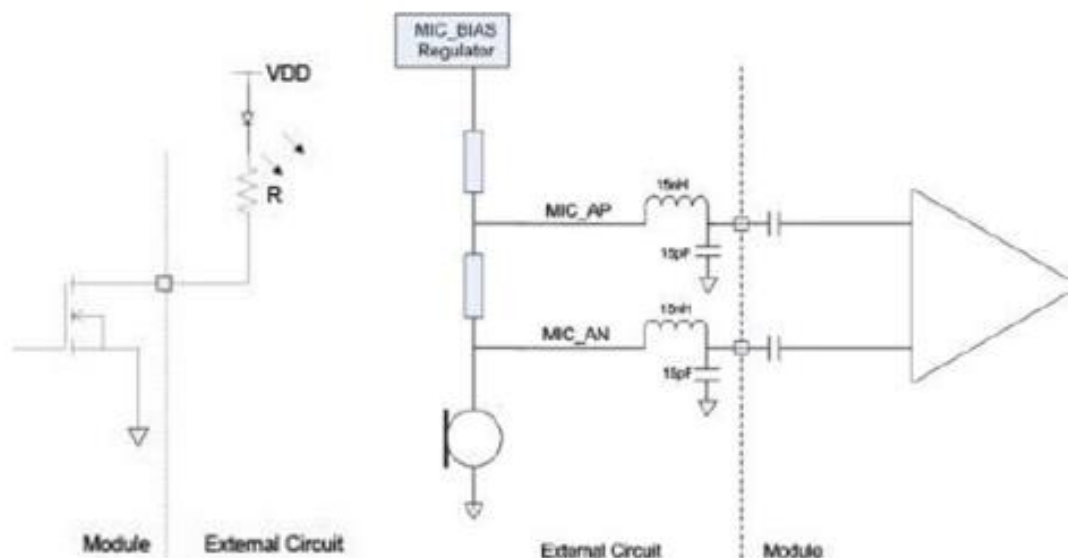 MIC_BIAS
Regulator
VDD
R
15nH
MIC_AP
15pF
15nH
MIC_AN
15pF
Module
External Circuit
External Circuit
Module